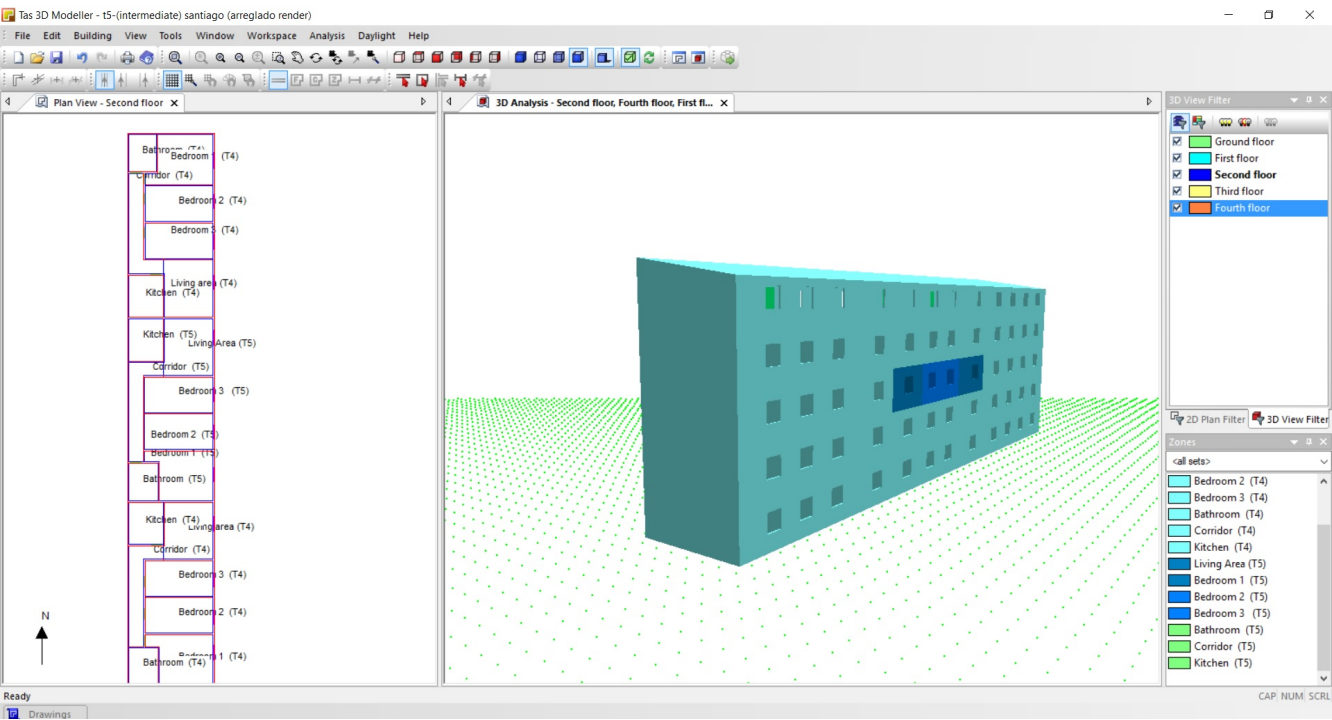 Tas 3D Modeller - t5-(intermediate) santiago (arreglado render)
File Edit Building View Tools Window Workspace Analysis Daylight Help
Plan View - Second floor
3D Analysis - Second floor, Fourth floor, First fl...
3D View Filter
Bathroom (T4)
Bedroom 1 (T4)
Corridor (T4)
Bedroom 2 (T4)
Bedroom 3 (T4)
Living area (T4)
Kitchen (T4)
Kitchen (T5)
Living Area (T5)
Corridor (T5)
Bedroom 3 (T5)
Bedroom 2 (T5)
Bedroom 1 (T5)
Bathroom (T5)
Kitchen (T4)
Living area (T4)
Corridor (T4)
Bedroom 3 (T4)
Bedroom 2 (T4)
Bedroom 1 (T4)
Bathroom (T4)
N
Ground floor
First floor
Second floor
Third floor
Fourth floor
2D Plan Filter 3D View Filter
Zones
<all sets>
Bedroom 2 (T4)
Bedroom 3 (T4)
Bathroom (T4)
Corridor (T4)
Kitchen (T4)
Living Area (T5)
Bedroom 1 (T5)
Bedroom 2 (T5)
Bedroom 3 (T5)
Bathroom (T5)
Corridor (T5)
Kitchen (T5)
Ready
CAP NUM SCRL
Drawings